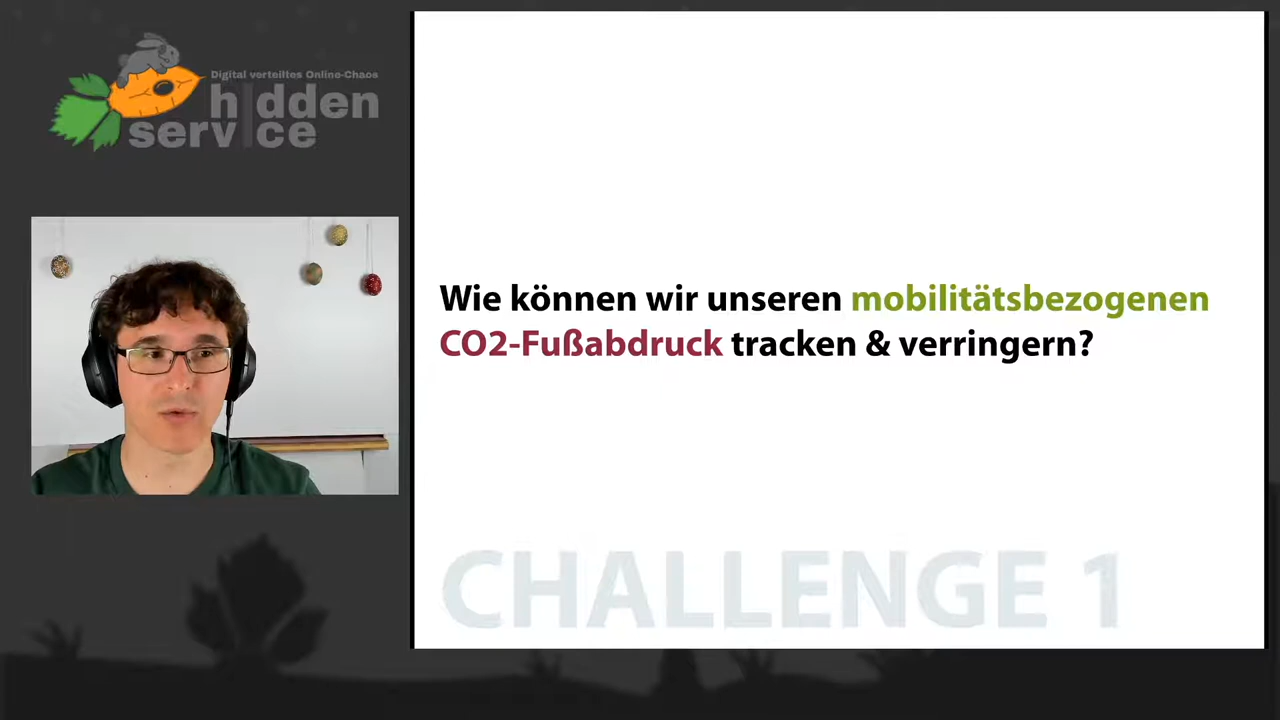 Digital verteiltes Online-Chaos
hidden
service
Wie können wir unseren mobilitätsbezogenen
CO2-Fußabdruck tracken & verringern?
CHALLENGE 1